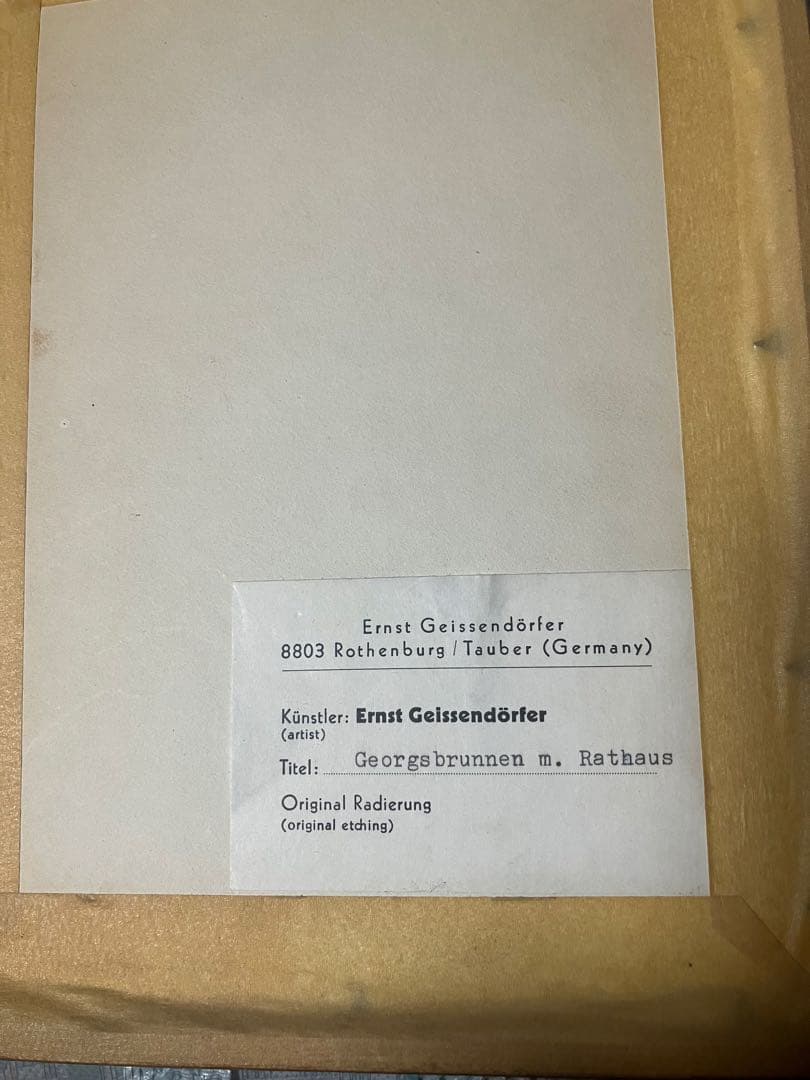 Ernst Geissendörfer
8803 Rothenburg / Tauber (Germany)
Künstler: Ernst Geissendörfer
(artist)
Titel: Georgsbrunnen m. Rathaus
Original Radierung
(original etching)